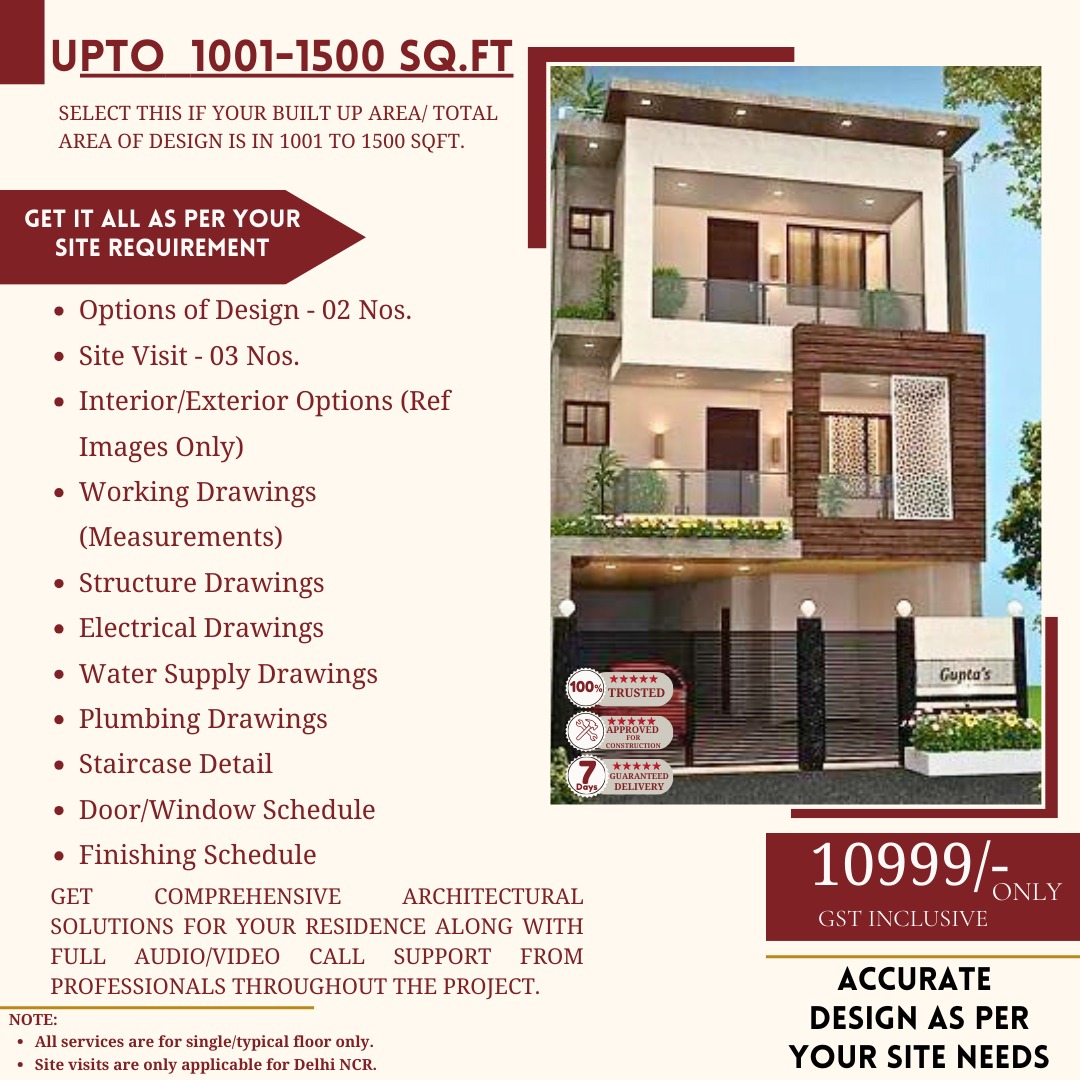 UPTO 1001-1500 SQ.FT
SELECT THIS IF YOUR BUILT UP AREA/ TOTAL
AREA OF DESIGN IS IN 1001 TO 1500 SQFT.
GET IT ALL AS PER YOUR
SITE REQUIREMENT
• Options of Design - 02 Nos.
• Site Visit - 03 Nos.
• Interior/Exterior Options (Ref
Images Only)
• Working Drawings
(Measurements)
• Structure Drawings
• Electrical Drawings
• Water Supply Drawings
• Plumbing Drawings
• Staircase Detail
• Door/Window Schedule
• Finishing Schedule
GET COMPREHENSIVE ARCHITECTURAL
SOLUTIONS FOR YOUR RESIDENCE ALONG WITH
FULL AUDIO/VIDEO CALL SUPPORT FROM
PROFESSIONALS THROUGHOUT THE PROJECT.
NOTE:
• All services are for single/typical floor only.
• Site visits are only applicable for Delhi NCR.
Gupta's
100%
TRUSTED
APPROVED
FOR
CONSTRUCTION
7
Days
GUARANTEED
DELIVERY
10999/-
ONLY
GST INCLUSIVE
ACCURATE
DESIGN AS PER
YOUR SITE NEEDS